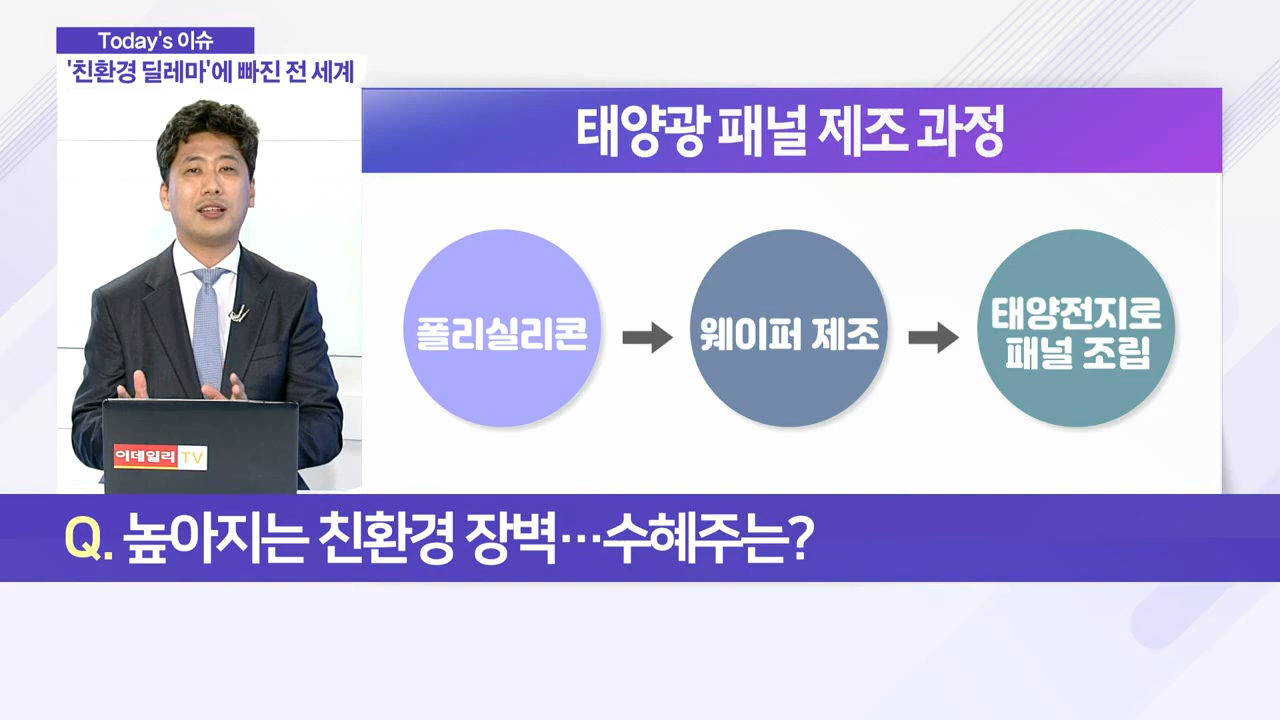 Today's 이슈
'친환경 딜레마'에 빠진 전 세계
태양광 패널 제조 과정
폴리실리콘
웨이퍼 제조
태양전지로
패널 조립
이데일리TV
Q. 높아지는 친환경 장벽…수혜주는?